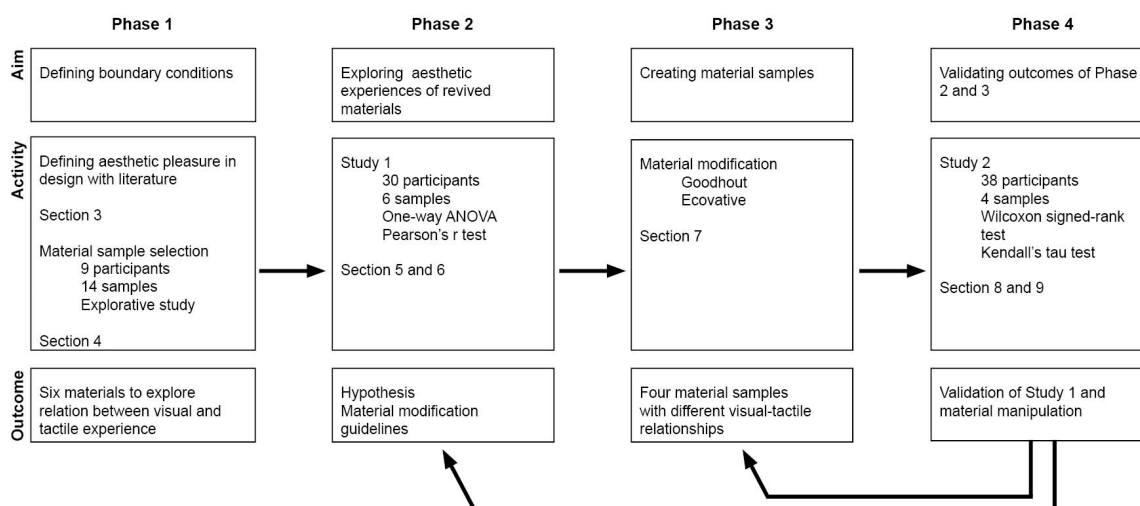 Phase 1
Phase 2
Phase 3
Phase 4
Aim
Defining boundary conditions
Exploring aesthetic
experiences of revived
materials
Creating material samples
Validating outcomes of Phase
2 and 3
Activity
Defining aesthetic pleasure in
design with literature
Section 3
Material sample selection
9 participants
14 samples
Explorative study
Section 4
Study 1
30 participants
6 samples
One-way ANOVA
Pearson's r test
Section 5 and 6
Material modification
Goodhout
Ecovative
Section 7
Study 2
38 participants
4 samples
Wilcoxon signed-rank
test
Kendall's tau test
Section 8 and 9
Outcome
Six materials to explore
relation between visual and
tactile experience
Hypothesis
Material modification
guidelines
Four material samples
with different visual-tactile
relationships
Validation of Study 1 and
material manipulation